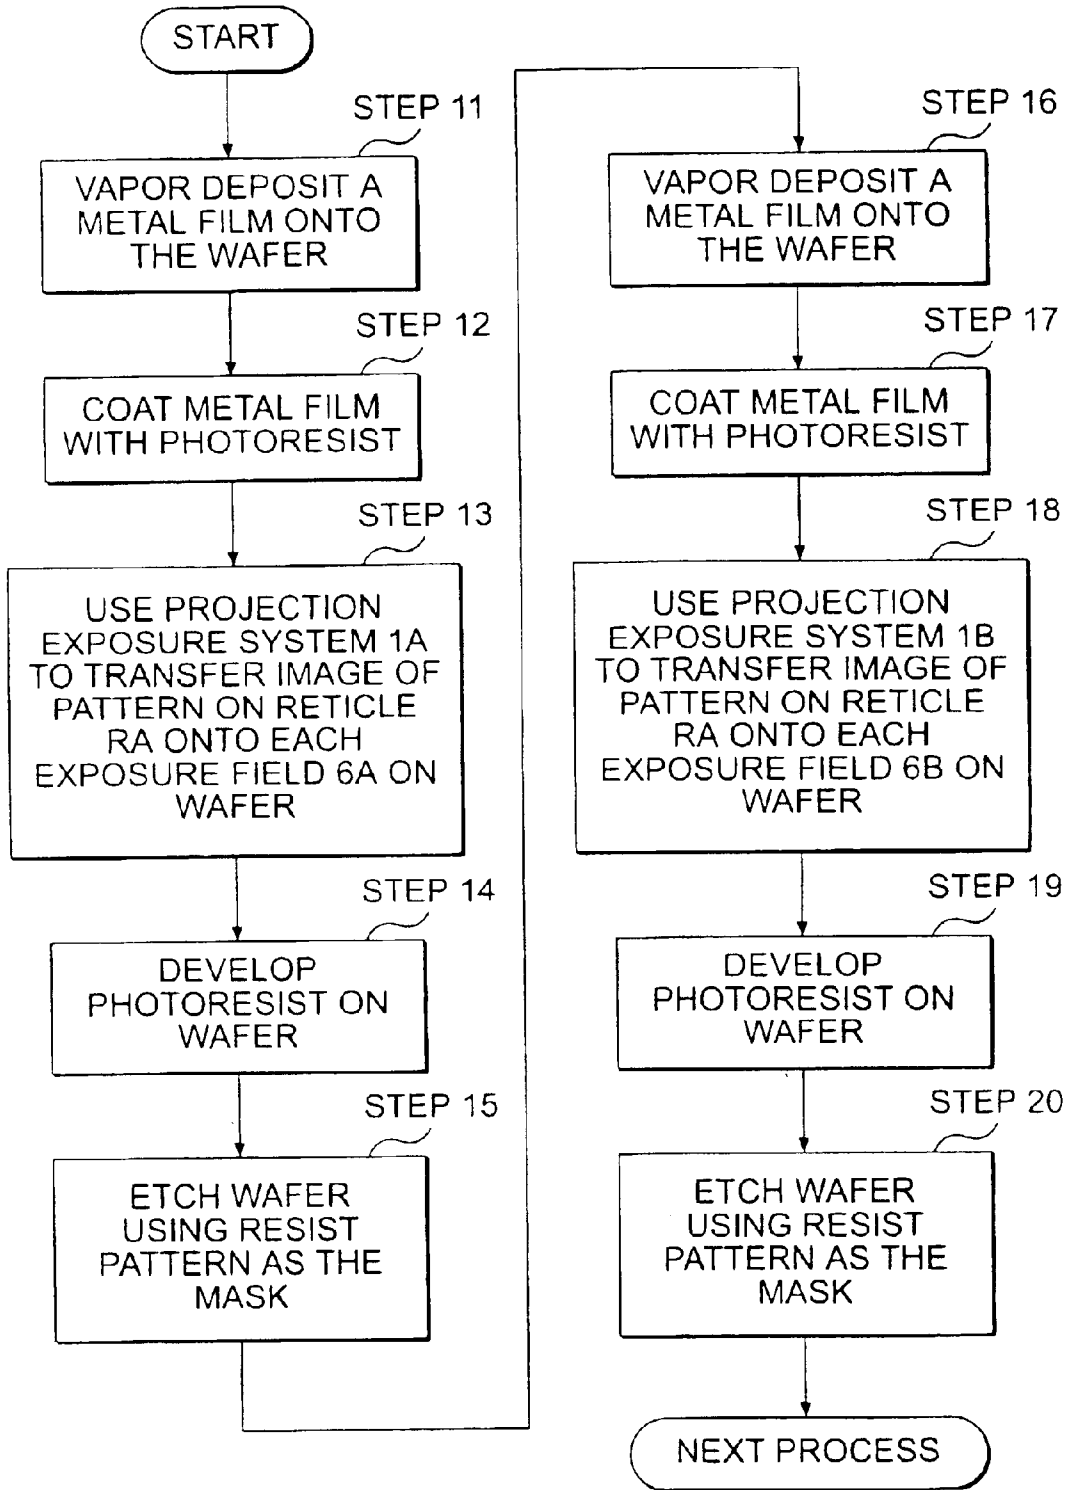 START
STEP 11
VAPOR DEPOSIT A
METAL FILM ONTO
THE WAFER
STEP 12
COAT METAL FILM
WITH PHOTORESIST
STEP 13
USE PROJECTION
EXPOSURE SYSTEM 1A
TO TRANSFER IMAGE OF
PATTERN ON RETICLE
RA ONTO EACH
EXPOSURE FIELD 6A ON
WAFER
STEP 14
DEVELOP
PHOTORESIST ON
WAFER
STEP 15
ETCH WAFER
USING RESIST
PATTERN AS THE
MASK
STEP 16
VAPOR DEPOSIT A
METAL FILM ONTO
THE WAFER
STEP 17
COAT METAL FILM
WITH PHOTORESIST
STEP 18
USE PROJECTION
EXPOSURE SYSTEM 1B
TO TRANSFER IMAGE OF
PATTERN ON RETICLE
RA ONTO EACH
EXPOSURE FIELD 6B ON
WAFER
STEP 19
DEVELOP
PHOTORESIST ON
WAFER
STEP 20
ETCH WAFER
USING RESIST
PATTERN AS THE
MASK
NEXT PROCESS